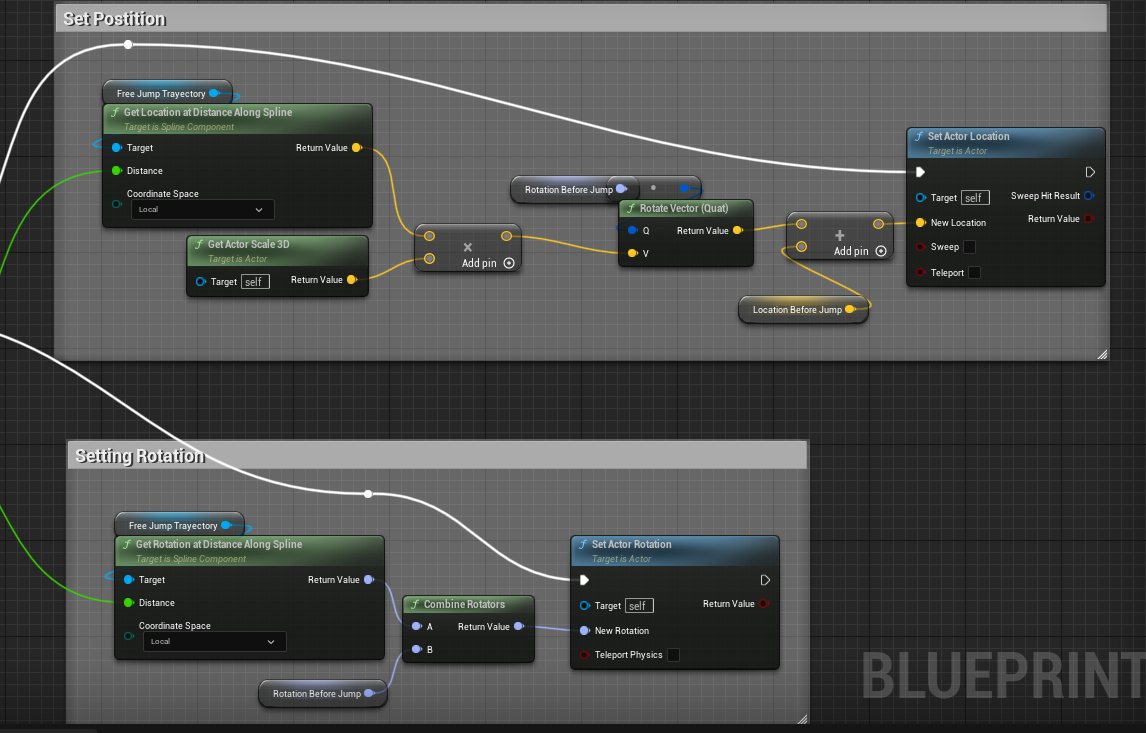 Set Postition
Free Jump Trayectory
f Get Location at Distance Along Spline
Target is Spline Component
Target
Return Value
Distance
Coordinate Space
Local
f Get Actor Scale 3D
Target is Actor
Target self
Return Value
Add pin
Rotation Before Jump
f Rotate Vector (Quat)
Q
Return Value
V
+
Add pin
Location Before Jump
f Set Actor Location
Target is Actor
Target self
Sweep Hit Result
New Location
Return Value
Sweep
Teleport
Setting Rotation
Free Jump Trayectory
f Get Rotation at Distance Along Spline
Target is Spline Component
Target
Return Value
Distance
Coordinate Space
Local
Rotation Before Jump
f Combine Rotators
A
Return Value
B
f Set Actor Rotation
Target is Actor
Target self
Return Value
New Rotation
Teleport Physics
BLUEPRINT